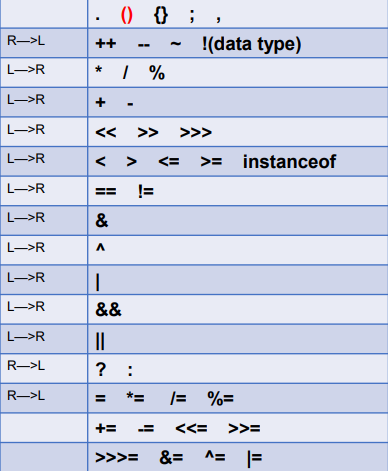 . () {} ; ,
R—>L ++ -- ~ !(data type)
L—>R * / %
L—>R + -
L—>R << >> >>>
L—>R < > <= >= instanceof
L—>R == !=
L—>R &
L—>R ^
L—>R |
L—>R &&
L—>R ||
R—>L ? :
R—>L = *= /= %=
+= -= <<= >>=
>>>= &= ^= |=